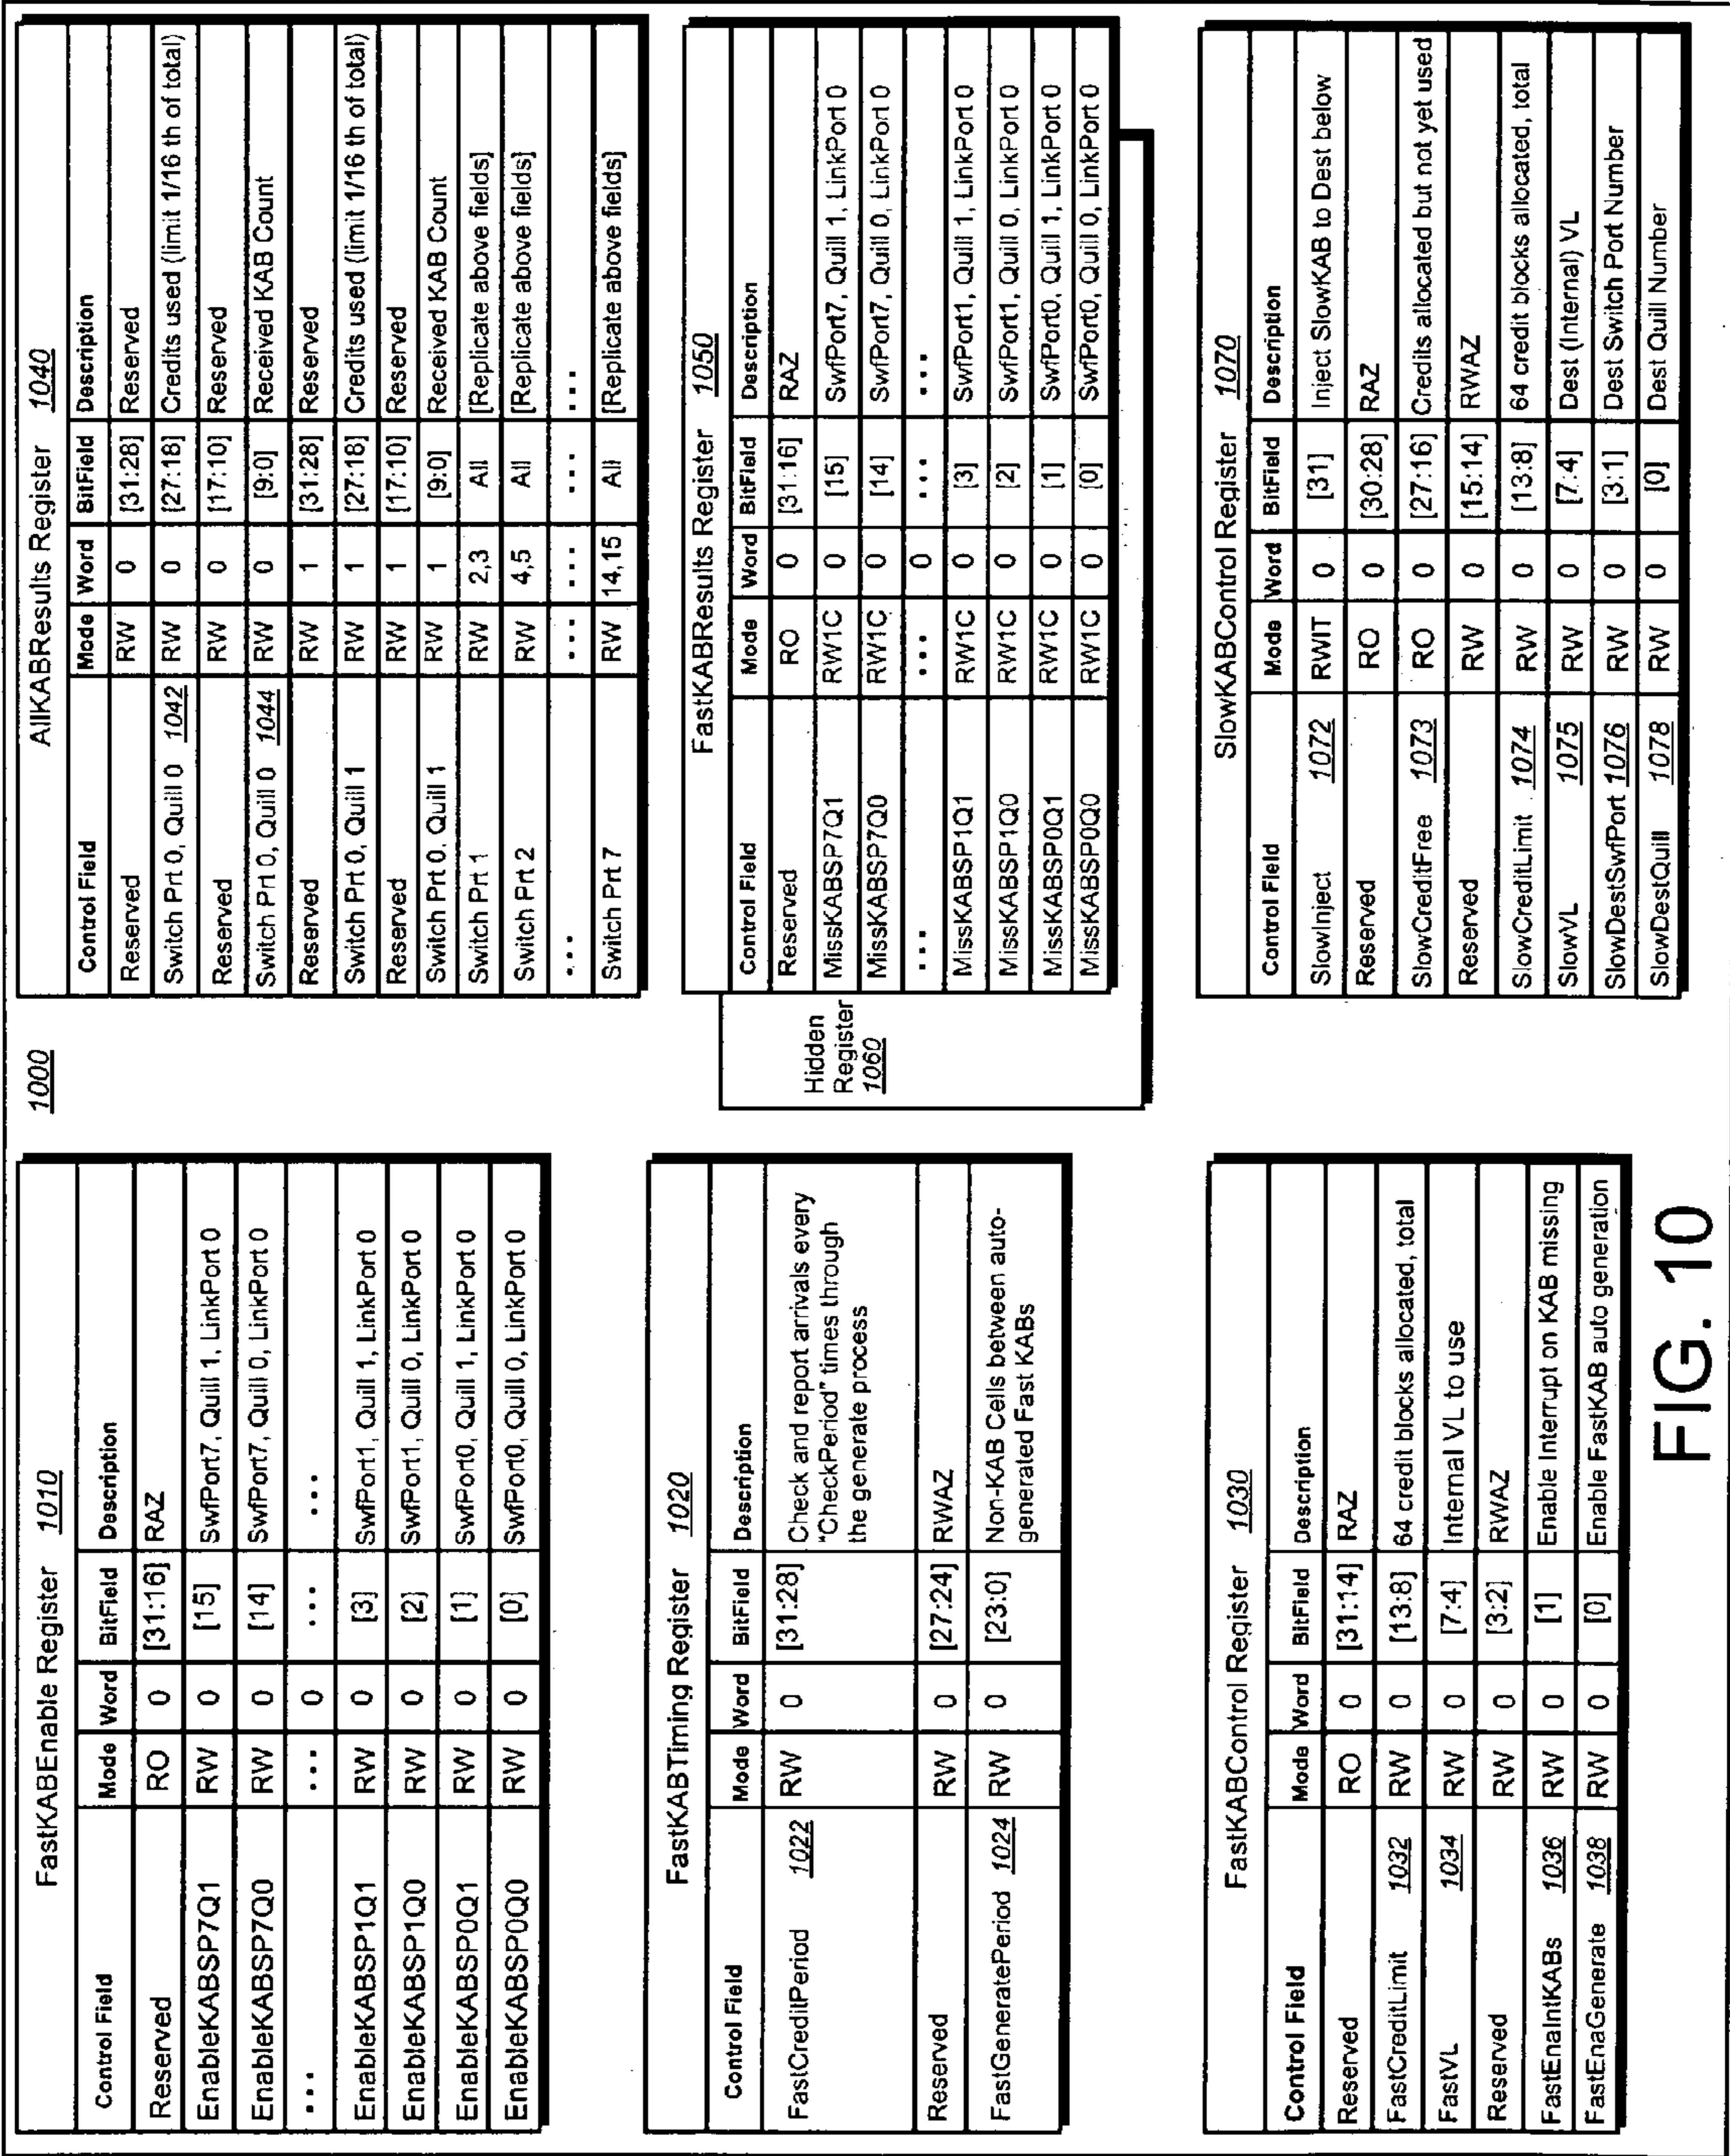 1000
FastKABEnable Register 1010
Control Field Mode Word BitField Description
Reserved RO 0 [31:16] RAZ
EnableKABSP7Q1 RW 0 [15] SwfPort7, Quill 1, LinkPort 0
EnableKABSP7Q0 RW 0 [14] SwfPort7, Quill 0, LinkPort 0
... ... 0 ... ...
EnableKABSP1Q1 RW 0 [3] SwfPort1, Quill 1, LinkPort 0
EnableKABSP1Q0 RW 0 [2] SwfPort1, Quill 0, LinkPort 0
EnableKABSP0Q1 RW 0 [1] SwfPort0, Quill 1, LinkPort 0
EnableKABSP0Q0 RW 0 [0] SwfPort0, Quill 0, LinkPort 0
FastKABTiming Register 1020
Control Field Mode Word BitField Description
FastCreditPeriod 1022 RW 0 [31:28] Check and report arrivals every
"CheckPeriod" times through
the generate process
Reserved RW 0 [27:24] RWAZ
FastGeneratePeriod 1024 RW 0 [23:0] Non-KAB Cells between auto-
generated Fast KABs
FastKABControl Register 1030
Control Field Mode Word BitField Description
Reserved RO 0 [31:14] RAZ
FastCreditLimit 1032 RW 0 [13:8] 64 credit blocks allocated, total
FastVL 1034 RW 0 [7:4] Internal VL to use
Reserved RW 0 [3:2] RWAZ
FastEnaIntKABs 1036 RW 0 [1] Enable Interrupt on KAB missing
FastEnaGenerate 1038 RW 0 [0] Enable FastKAB auto generation
AllKABResults Register 1040
Control Field Mode Word BitField Description
Reserved RW 0 [31:28] Reserved
Switch Prt 0, Quill 0 1042 RW 0 [27:18] Credits used (limit 1/16 th of total)
Reserved RW 0 [17:10] Reserved
Switch Prt 0, Quill 0 1044 RW 0 [9:0] Received KAB Count
Reserved RW 1 [31:28] Reserved
Switch Prt 0, Quill 1 RW 1 [27:18] Credits used (limit 1/16 th of total)
Reserved RW 1 [17:10] Reserved
Switch Prt 0, Quill 1 RW 1 [9:0] Received KAB Count
Switch Prt 1 RW 2,3 All [Replicate above fields]
Switch Prt 2 RW 4,5 All [Replicate above fields]
... ... ... ... ...
Switch Prt 7 RW 14,15 All [Replicate above fields]
FastKABResults Register 1050
Control Field Mode Word BitField Description
Reserved RO 0 [31:16] RAZ
MissKABSP7Q1 RW1C 0 [15] SwfPort7, Quill 1, LinkPort 0
MissKABSP7Q0 RW1C 0 [14] SwfPort7, Quill 0, LinkPort 0
... ... 0 ... ...
MissKABSP1Q1 RW1C 0 [3] SwfPort1, Quill 1, LinkPort 0
MissKABSP1Q0 RW1C 0 [2] SwfPort1, Quill 0, LinkPort 0
MissKABSP0Q1 RW1C 0 [1] SwfPort0, Quill 1, LinkPort 0
MissKABSP0Q0 RW1C 0 [0] SwfPort0, Quill 0, LinkPort 0
Hidden
Register
1060
SlowKABControl Register 1070
Control Field Mode Word BitField Description
SlowInject 1072 RWIT 0 [31] Inject SlowKAB to Dest below
Reserved RO 0 [30:28] RAZ
SlowCreditFree 1073 RO 0 [27:16] Credits allocated but not yet used
Reserved RW 0 [15:14] RWAZ
SlowCreditLimit 1074 RW 0 [13:8] 64 credit blocks allocated, total
SlowVL 1075 RW 0 [7:4] Dest (Internal) VL
SlowDestSwfPort 1076 RW 0 [3:1] Dest Switch Port Number
SlowDestQuill 1078 RW 0 [0] Dest Quill Number
FIG. 10